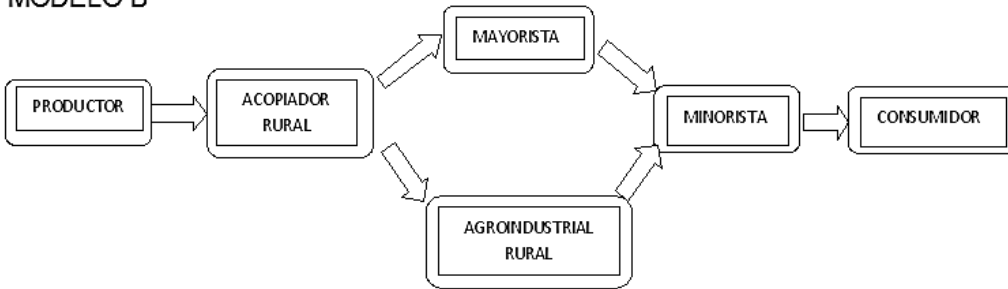 MODELO B
MAYORISTA
PRODUCTOR
ACOPIADOR
RURAL
MINORISTA
CONSUMIDOR
AGROINDUSTRIAL
RURAL